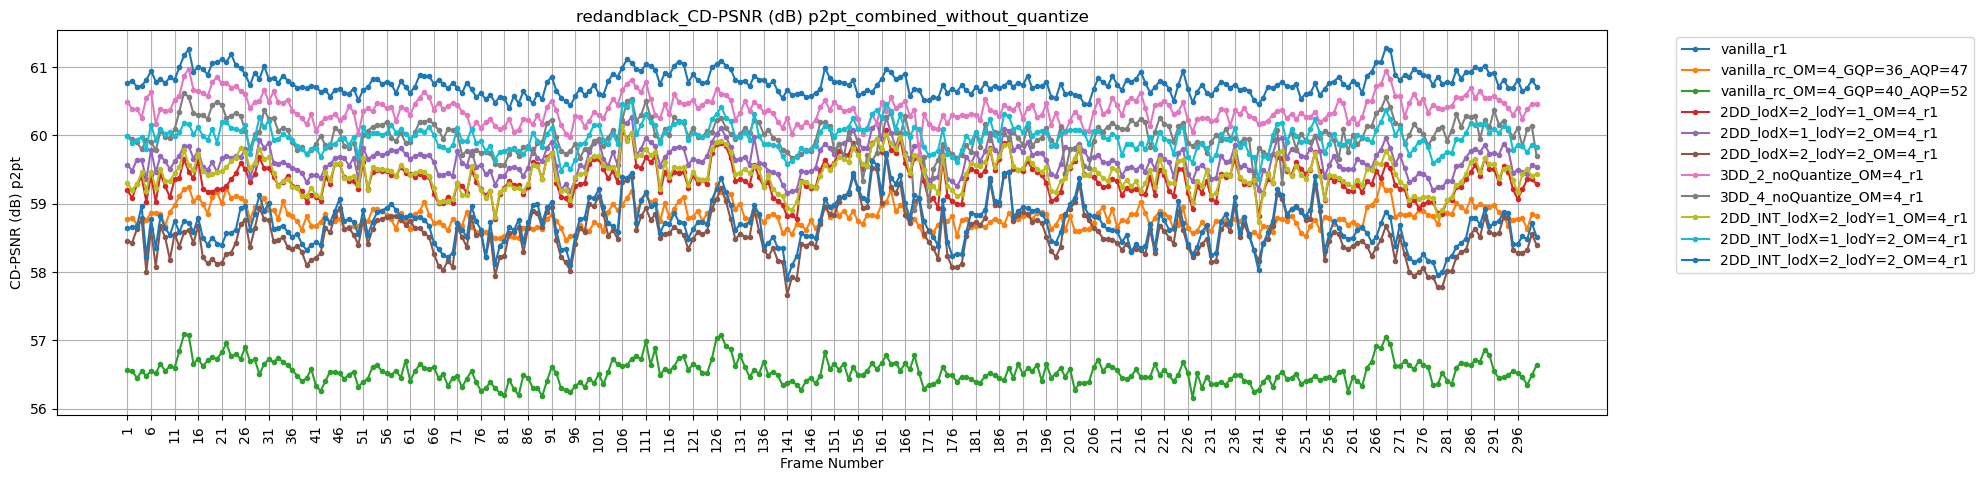 redandblack_CD-PSNR (dB) p2pt_combined_without_quantize
CD-PSNR (dB) p2pt
61
60
59
58
57
56
1 6 11 16 21 26 31 36 41 46 51 56 61 66 71 76 81 86 91 96 101 106 111 116 121 126 131 136 141 146 151 156 161 166 171 176 181 186 191 196 201 206 211 216 221 226 231 236 241 246 251 256 261 266 271 276 281 286 291 296
Frame Number
vanilla_r1
vanilla_rc_OM=4_GQP=36_AQP=47
vanilla_rc_OM=4_GQP=40_AQP=52
2DD_lodX=2_lodY=1_OM=4_r1
2DD_lodX=1_lodY=2_OM=4_r1
2DD_lodX=2_lodY=2_OM=4_r1
3DD_2_noQuantize_OM=4_r1
3DD_4_noQuantize_OM=4_r1
2DD_INT_lodX=2_lodY=1_OM=4_r1
2DD_INT_lodX=1_lodY=2_OM=4_r1
2DD_INT_lodX=2_lodY=2_OM=4_r1